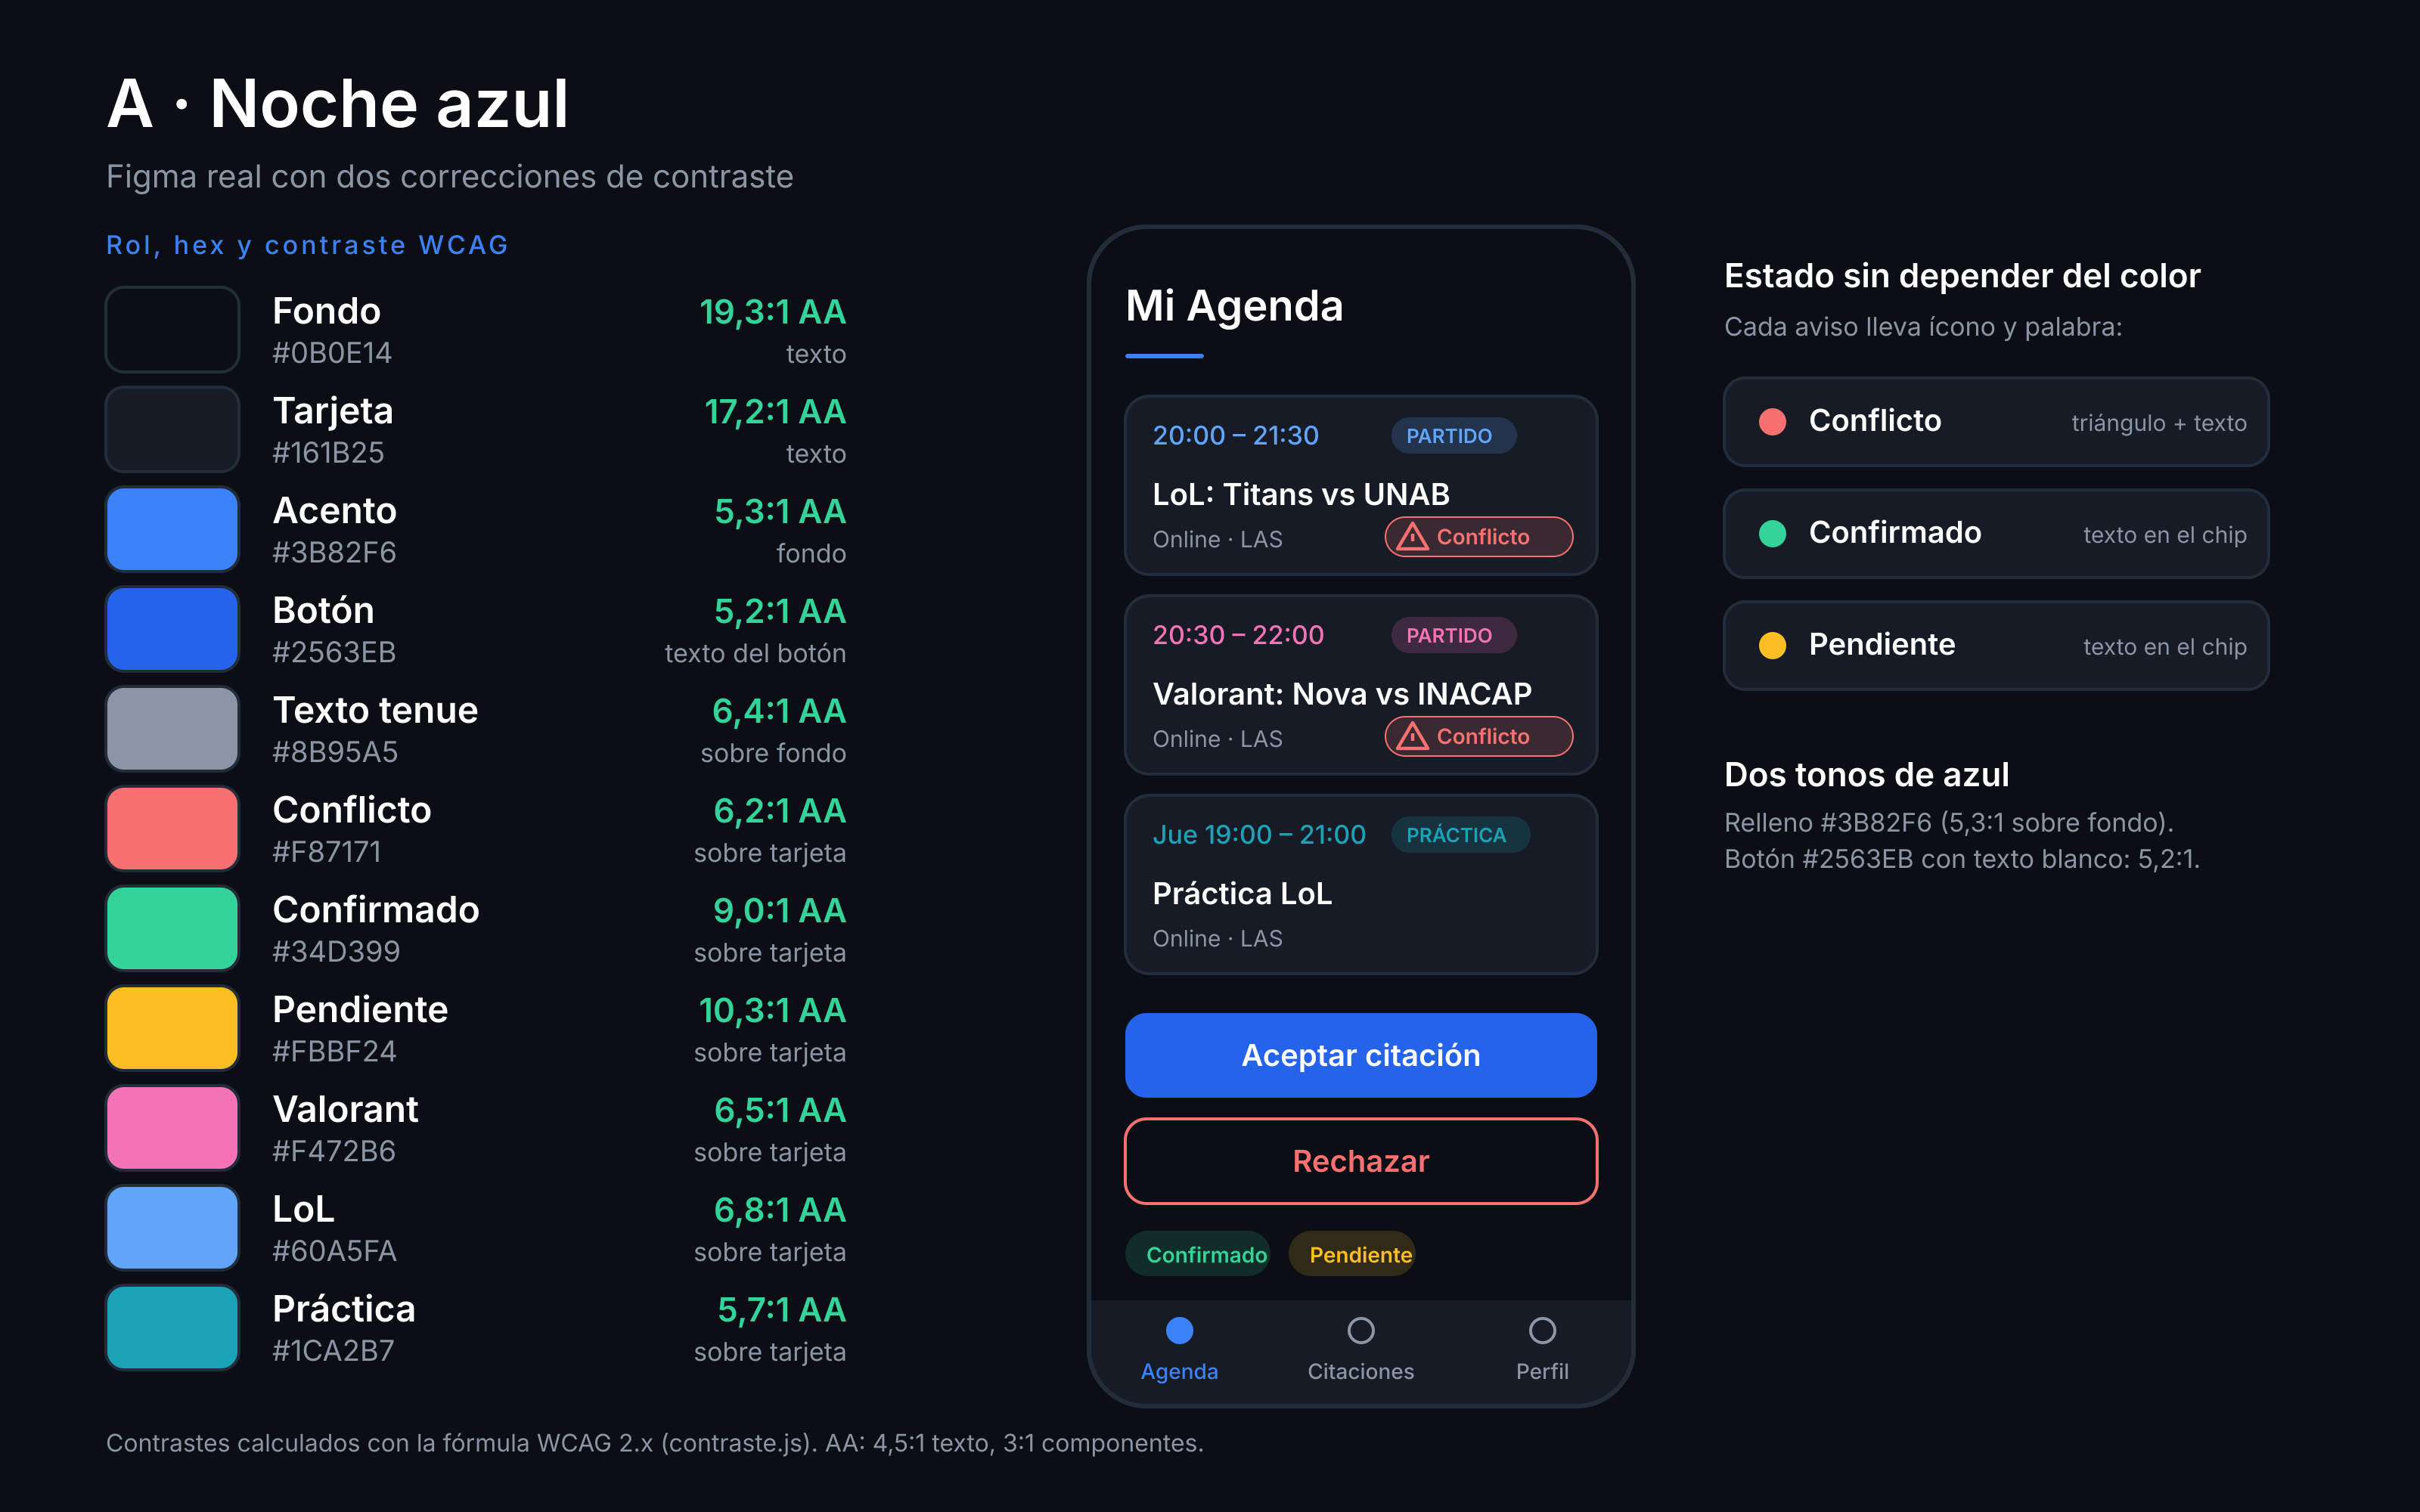 A · Noche azul
Figma real con dos correcciones de contraste
Rol, hex y contraste WCAG
Fondo
19,3:1 AA
#0B0E14
texto
Tarjeta
17,2:1 AA
#161B25
texto
Acento
5,3:1 AA
#3B82F6
fondo
Botón
5,2:1 AA
#2563EB
texto del botón
Texto tenue
6,4:1 AA
#8B95A5
sobre fondo
Conflicto
6,2:1 AA
#F87171
sobre tarjeta
Confirmado
9,0:1 AA
#34D399
sobre tarjeta
Pendiente
10,3:1 AA
#FBBF24
sobre tarjeta
Valorant
6,5:1 AA
#F472B6
sobre tarjeta
LoL
6,8:1 AA
#60A5FA
sobre tarjeta
Práctica
5,7:1 AA
#1CA2B7
sobre tarjeta
Mi Agenda
20:00 – 21:30
PARTIDO
LoL: Titans vs UNAB
Online · LAS
Conflicto
20:30 – 22:00
PARTIDO
Valorant: Nova vs INACAP
Online · LAS
Conflicto
Jue 19:00 – 21:00
PRÁCTICA
Práctica LoL
Online · LAS
Aceptar citación
Rechazar
Confirmado
Pendiente
Agenda
Citaciones
Perfil
Estado sin depender del color
Cada aviso lleva ícono y palabra:
Conflicto
triángulo + texto
Confirmado
texto en el chip
Pendiente
texto en el chip
Dos tonos de azul
Relleno #3B82F6 (5,3:1 sobre fondo).
Botón #2563EB con texto blanco: 5,2:1.
Contrastes calculados con la fórmula WCAG 2.x (contraste.js). AA: 4,5:1 texto, 3:1 componentes.